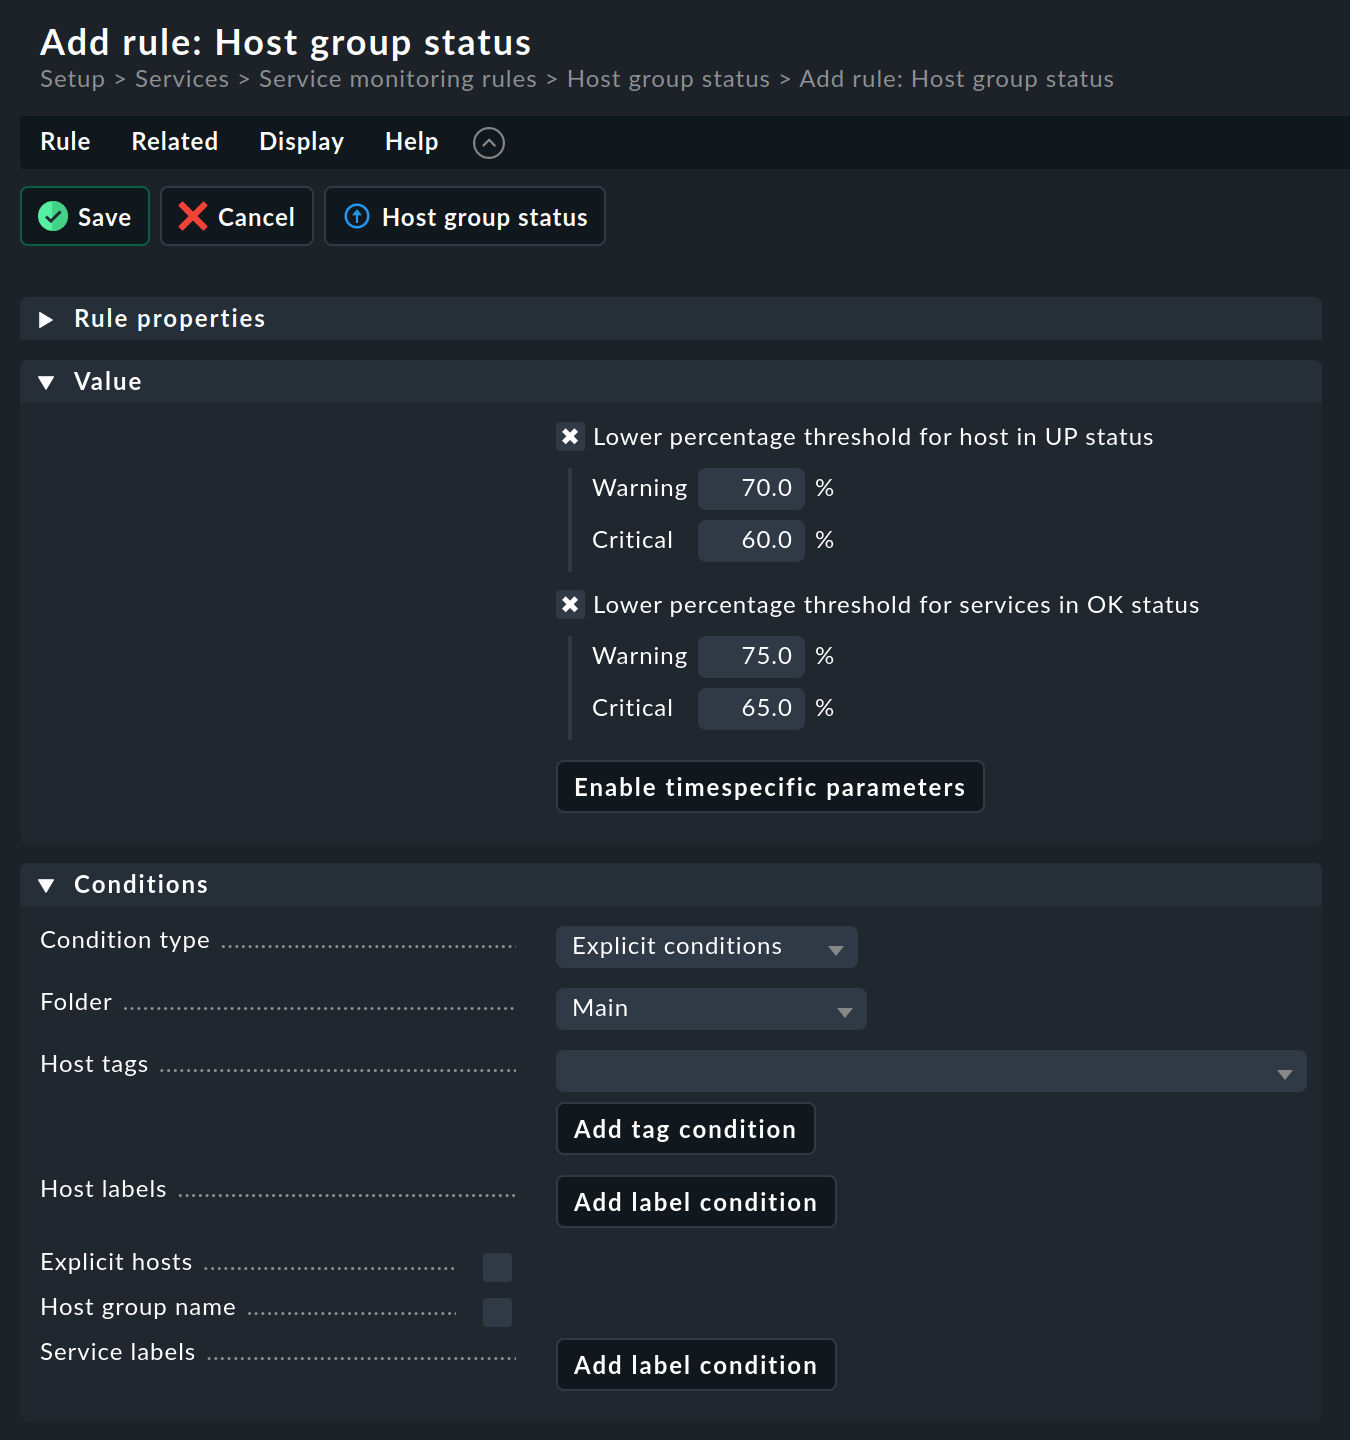 Add rule: Host group status
Setup > Services > Service monitoring rules > Host group status > Add rule: Host group status
Rule Related Display Help
Save Cancel Host group status
Rule properties
Value
Lower percentage threshold for host in UP status
Warning 70.0 %
Critical 60.0 %
Lower percentage threshold for services in OK status
Warning 75.0 %
Critical 65.0 %
Enable timespecific parameters
Conditions
Condition type Explicit conditions
Folder Main
Host tags
Add tag condition
Host labels Add label condition
Explicit hosts
Host group name
Service labels Add label condition